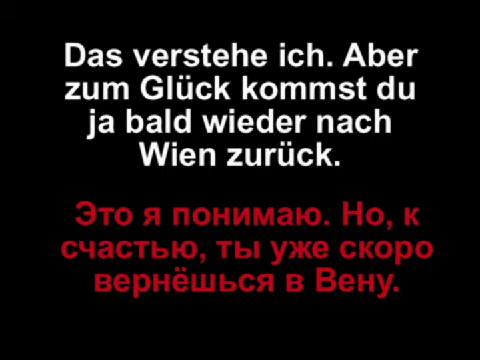 Das verstehe ich. Aber
zum Glück kommst du
ja bald wieder nach
Wien zurück.
Это я понимаю. Но, к
счастью, ты уже скоро
вернёшься в Вену.